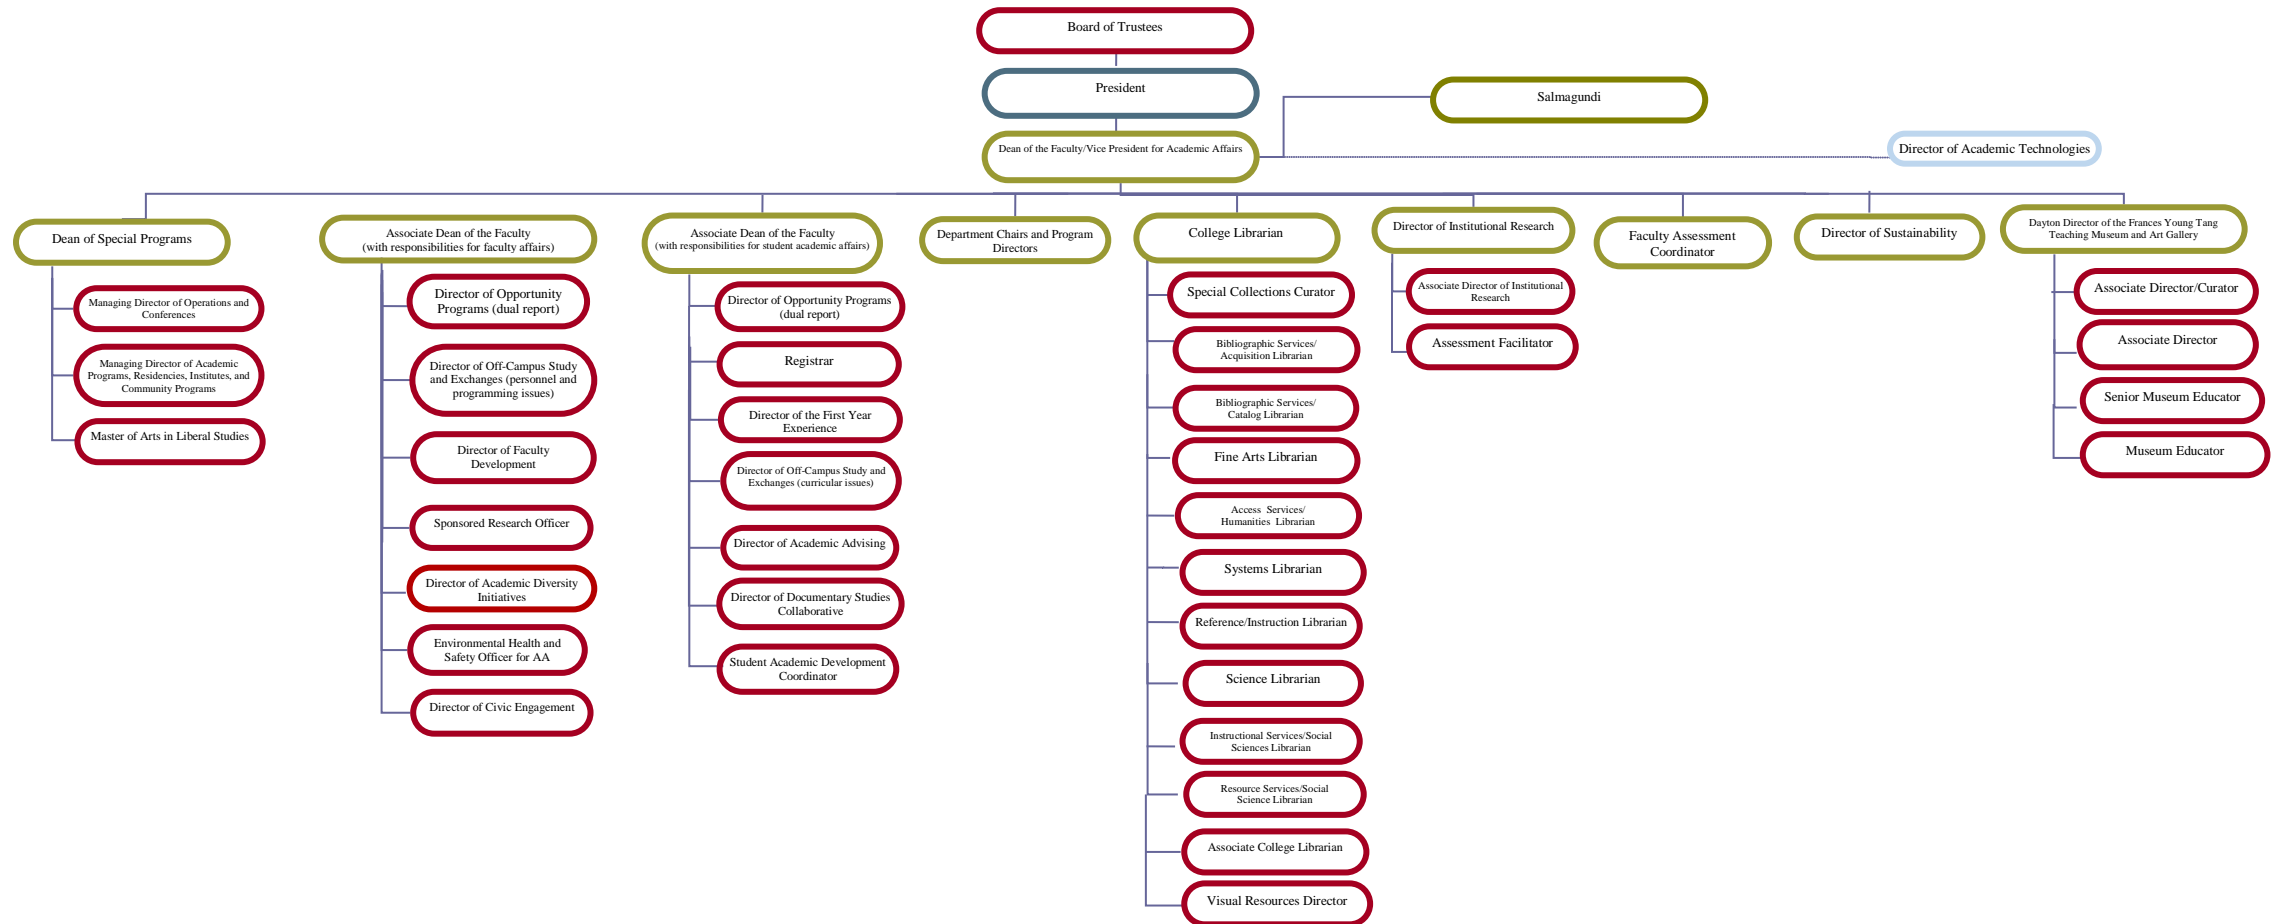 Board of Trustees
President
Salmagundi
Dean of the Faculty/Vice President for Academic Affairs
Director of Academic Technologies
Dean of Special Programs
Managing Director of Operations and
Conferences
Managing Director of Academic
Programs, Residencies, Institutes, and
Community Programs
Master of Arts in Liberal Studies
Associate Dean of the Faculty
(with responsibilities for faculty affairs)
Director of Opportunity
Programs (dual report)
Director of Off-Campus Study
and Exchanges (personnel and
programming issues)
Director of Faculty
Development
Sponsored Research Officer
Director of Academic Diversity
Initiatives
Environmental Health and
Safety Officer for AA
Director of Civic Engagement
Associate Dean of the Faculty
(with responsibilities for student academic affairs)
Director of Opportunity Programs
(dual report)
Registrar
Director of the First Year
Experience
Director of Off-Campus Study and
Exchanges (curricular issues)
Director of Academic Advising
Director of Documentary Studies
Collaborative
Student Academic Development
Coordinator
Department Chairs and Program
Directors
College Librarian
Special Collections Curator
Bibliographic Services/
Acquisition Librarian
Bibliographic Services/
Catalog Librarian
Fine Arts Librarian
Access Services/
Humanities Librarian
Systems Librarian
Reference/Instruction Librarian
Science Librarian
Instructional Services/Social
Sciences Librarian
Resource Services/Social
Science Librarian
Associate College Librarian
Visual Resources Director
Director of Institutional Research
Associate Director of Institutional
Research
Assessment Facilitator
Faculty Assessment
Coordinator
Director of Sustainability
Dayton Director of the Frances Young Tang
Teaching Museum and Art Gallery
Associate Director/Curator
Associate Director
Senior Museum Educator
Museum Educator